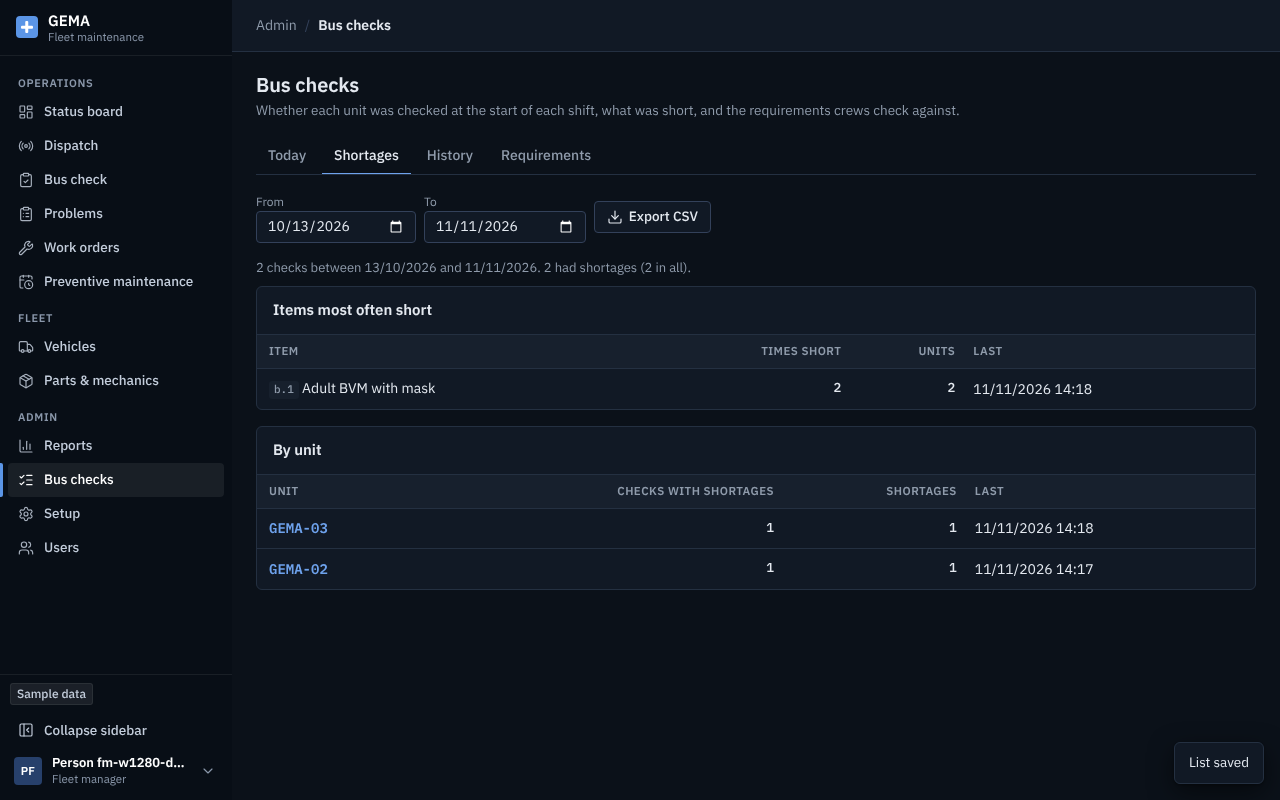 GEMA
Fleet maintenance
OPERATIONS
Status board
Dispatch
Bus check
Problems
Work orders
Preventive maintenance
FLEET
Vehicles
Parts & mechanics
ADMIN
Reports
Bus checks
Setup
Users
Sample data
Collapse sidebar
PF
Person fm-w1280-d...
Fleet manager
Admin / Bus checks
Bus checks
Whether each unit was checked at the start of each shift, what was short, and the requirements crews check against.
Today Shortages History Requirements
From To
10/13/2026 11/11/2026 Export CSV
2 checks between 13/10/2026 and 11/11/2026. 2 had shortages (2 in all).
Items most often short
ITEM TIMES SHORT UNITS LAST
b.1 Adult BVM with mask 2 2 11/11/2026 14:18
By unit
UNIT CHECKS WITH SHORTAGES SHORTAGES LAST
GEMA-03 1 1 11/11/2026 14:18
GEMA-02 1 1 11/11/2026 14:17
List saved